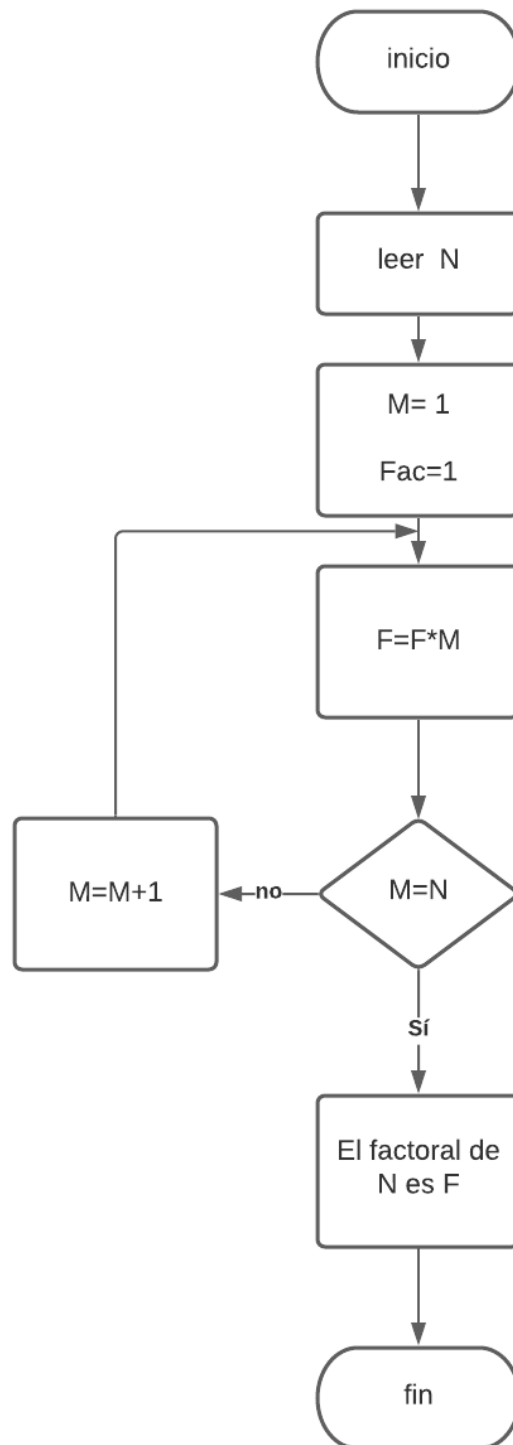 inicio
leer N
M= 1
Fac=1
F=F*M
M=M+1
no
M=N
Sí
El factoral de
N es F
fin